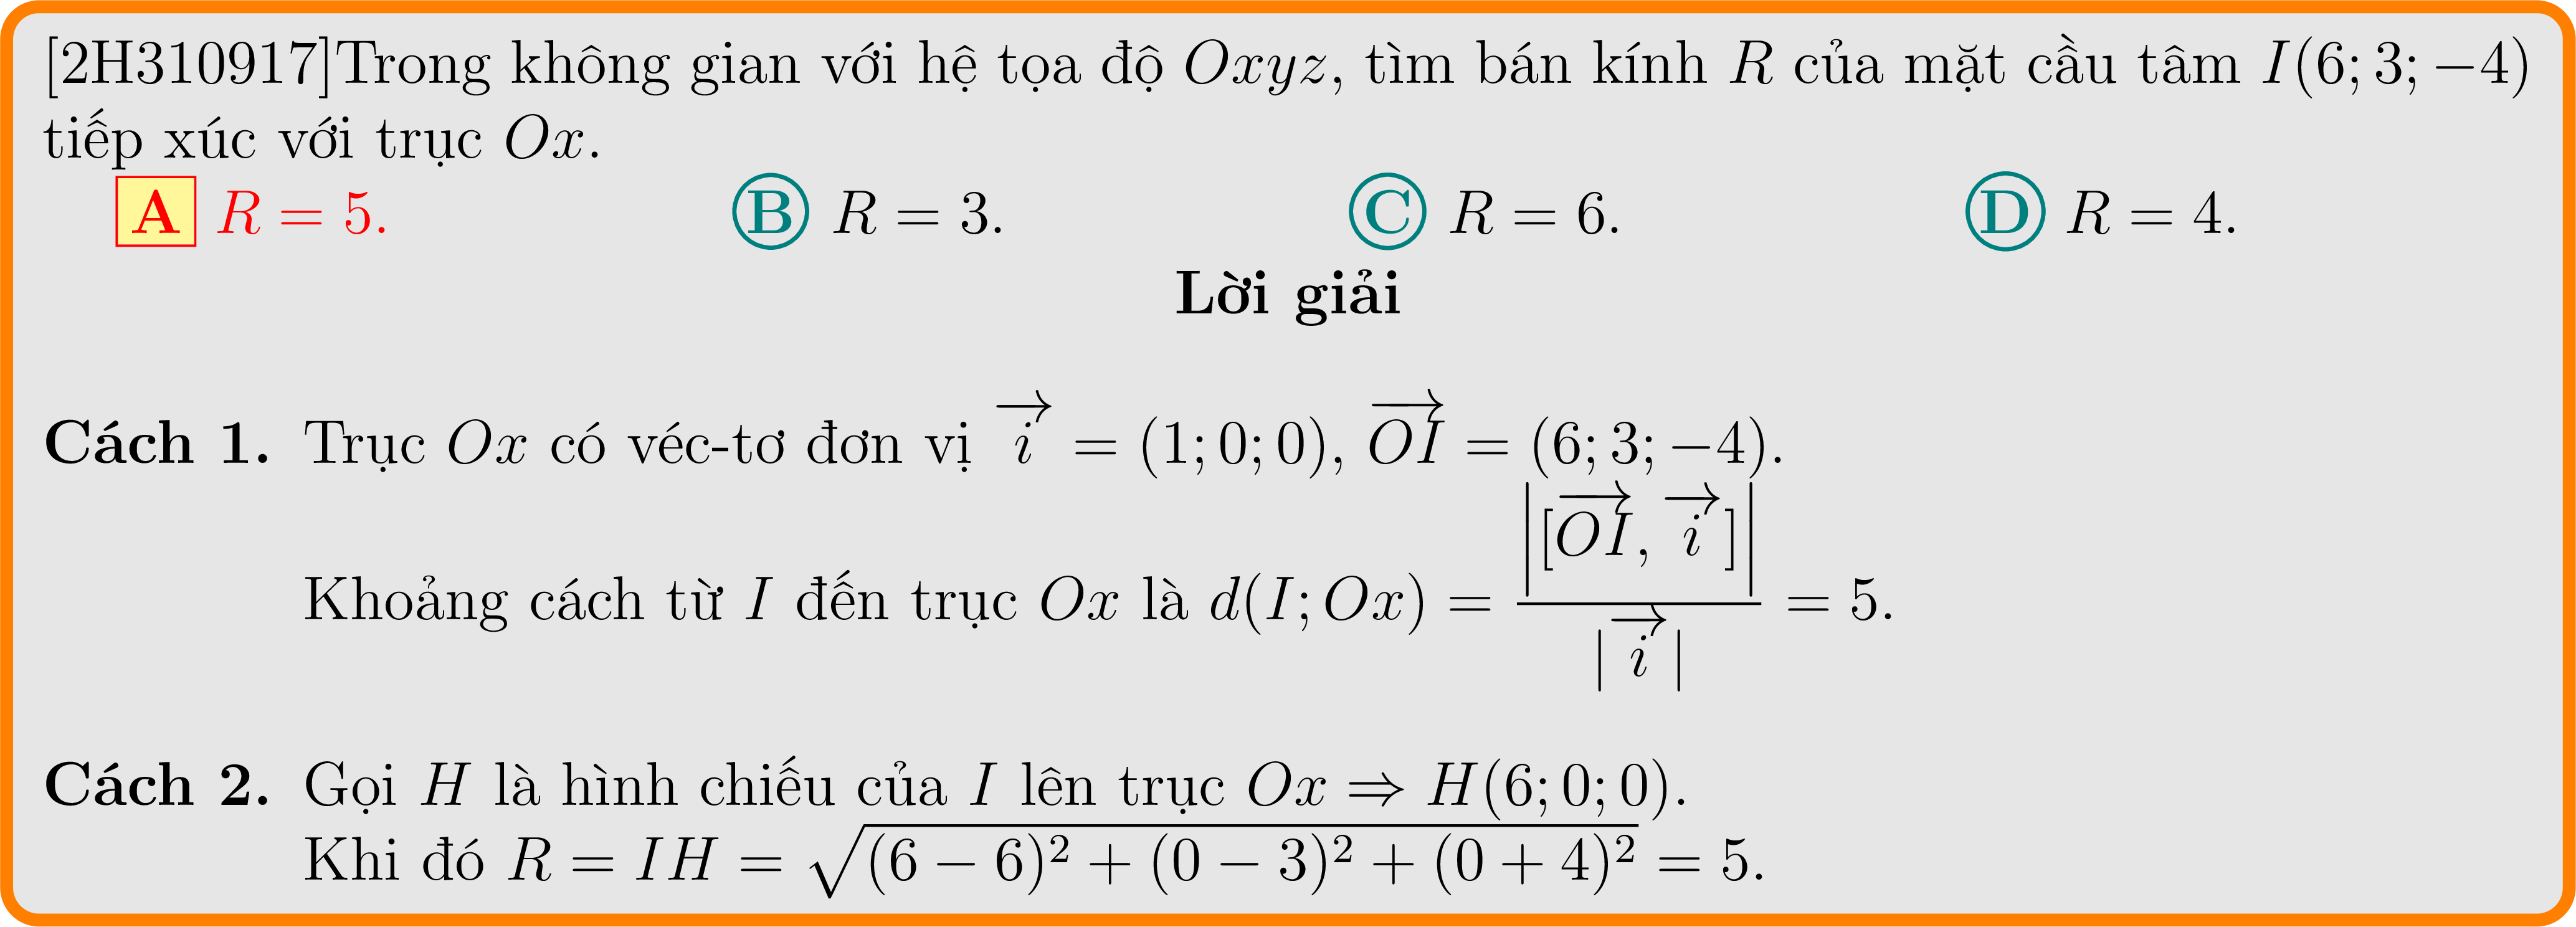 [2H310917]Trong không gian với hệ tọa độ Oxyz, tìm bán kính R của mặt cầu tâm I(6; 3; −4)
tiếp xúc với trục Ox.
A R = 5. B R = 3. C R = 6. D R = 4.
Lời giải
Cách 1. Trục Ox có véc-tơ đơn vị $\overrightarrow{i}$ = (1; 0; 0), $\overrightarrow{OI}$ = (6; 3; −4).
Khoảng cách từ I đến trục Ox là d(I; Ox) = $\frac{\left|[\overrightarrow{OI}, \overrightarrow{i}]\right|}{|\overrightarrow{i}|}$ = 5.
Cách 2. Gọi H là hình chiếu của I lên trục Ox ⇒ H(6; 0; 0).
Khi đó R = IH = $\sqrt{(6 − 6)^2 + (0 − 3)^2 + (0 + 4)^2}$ = 5.